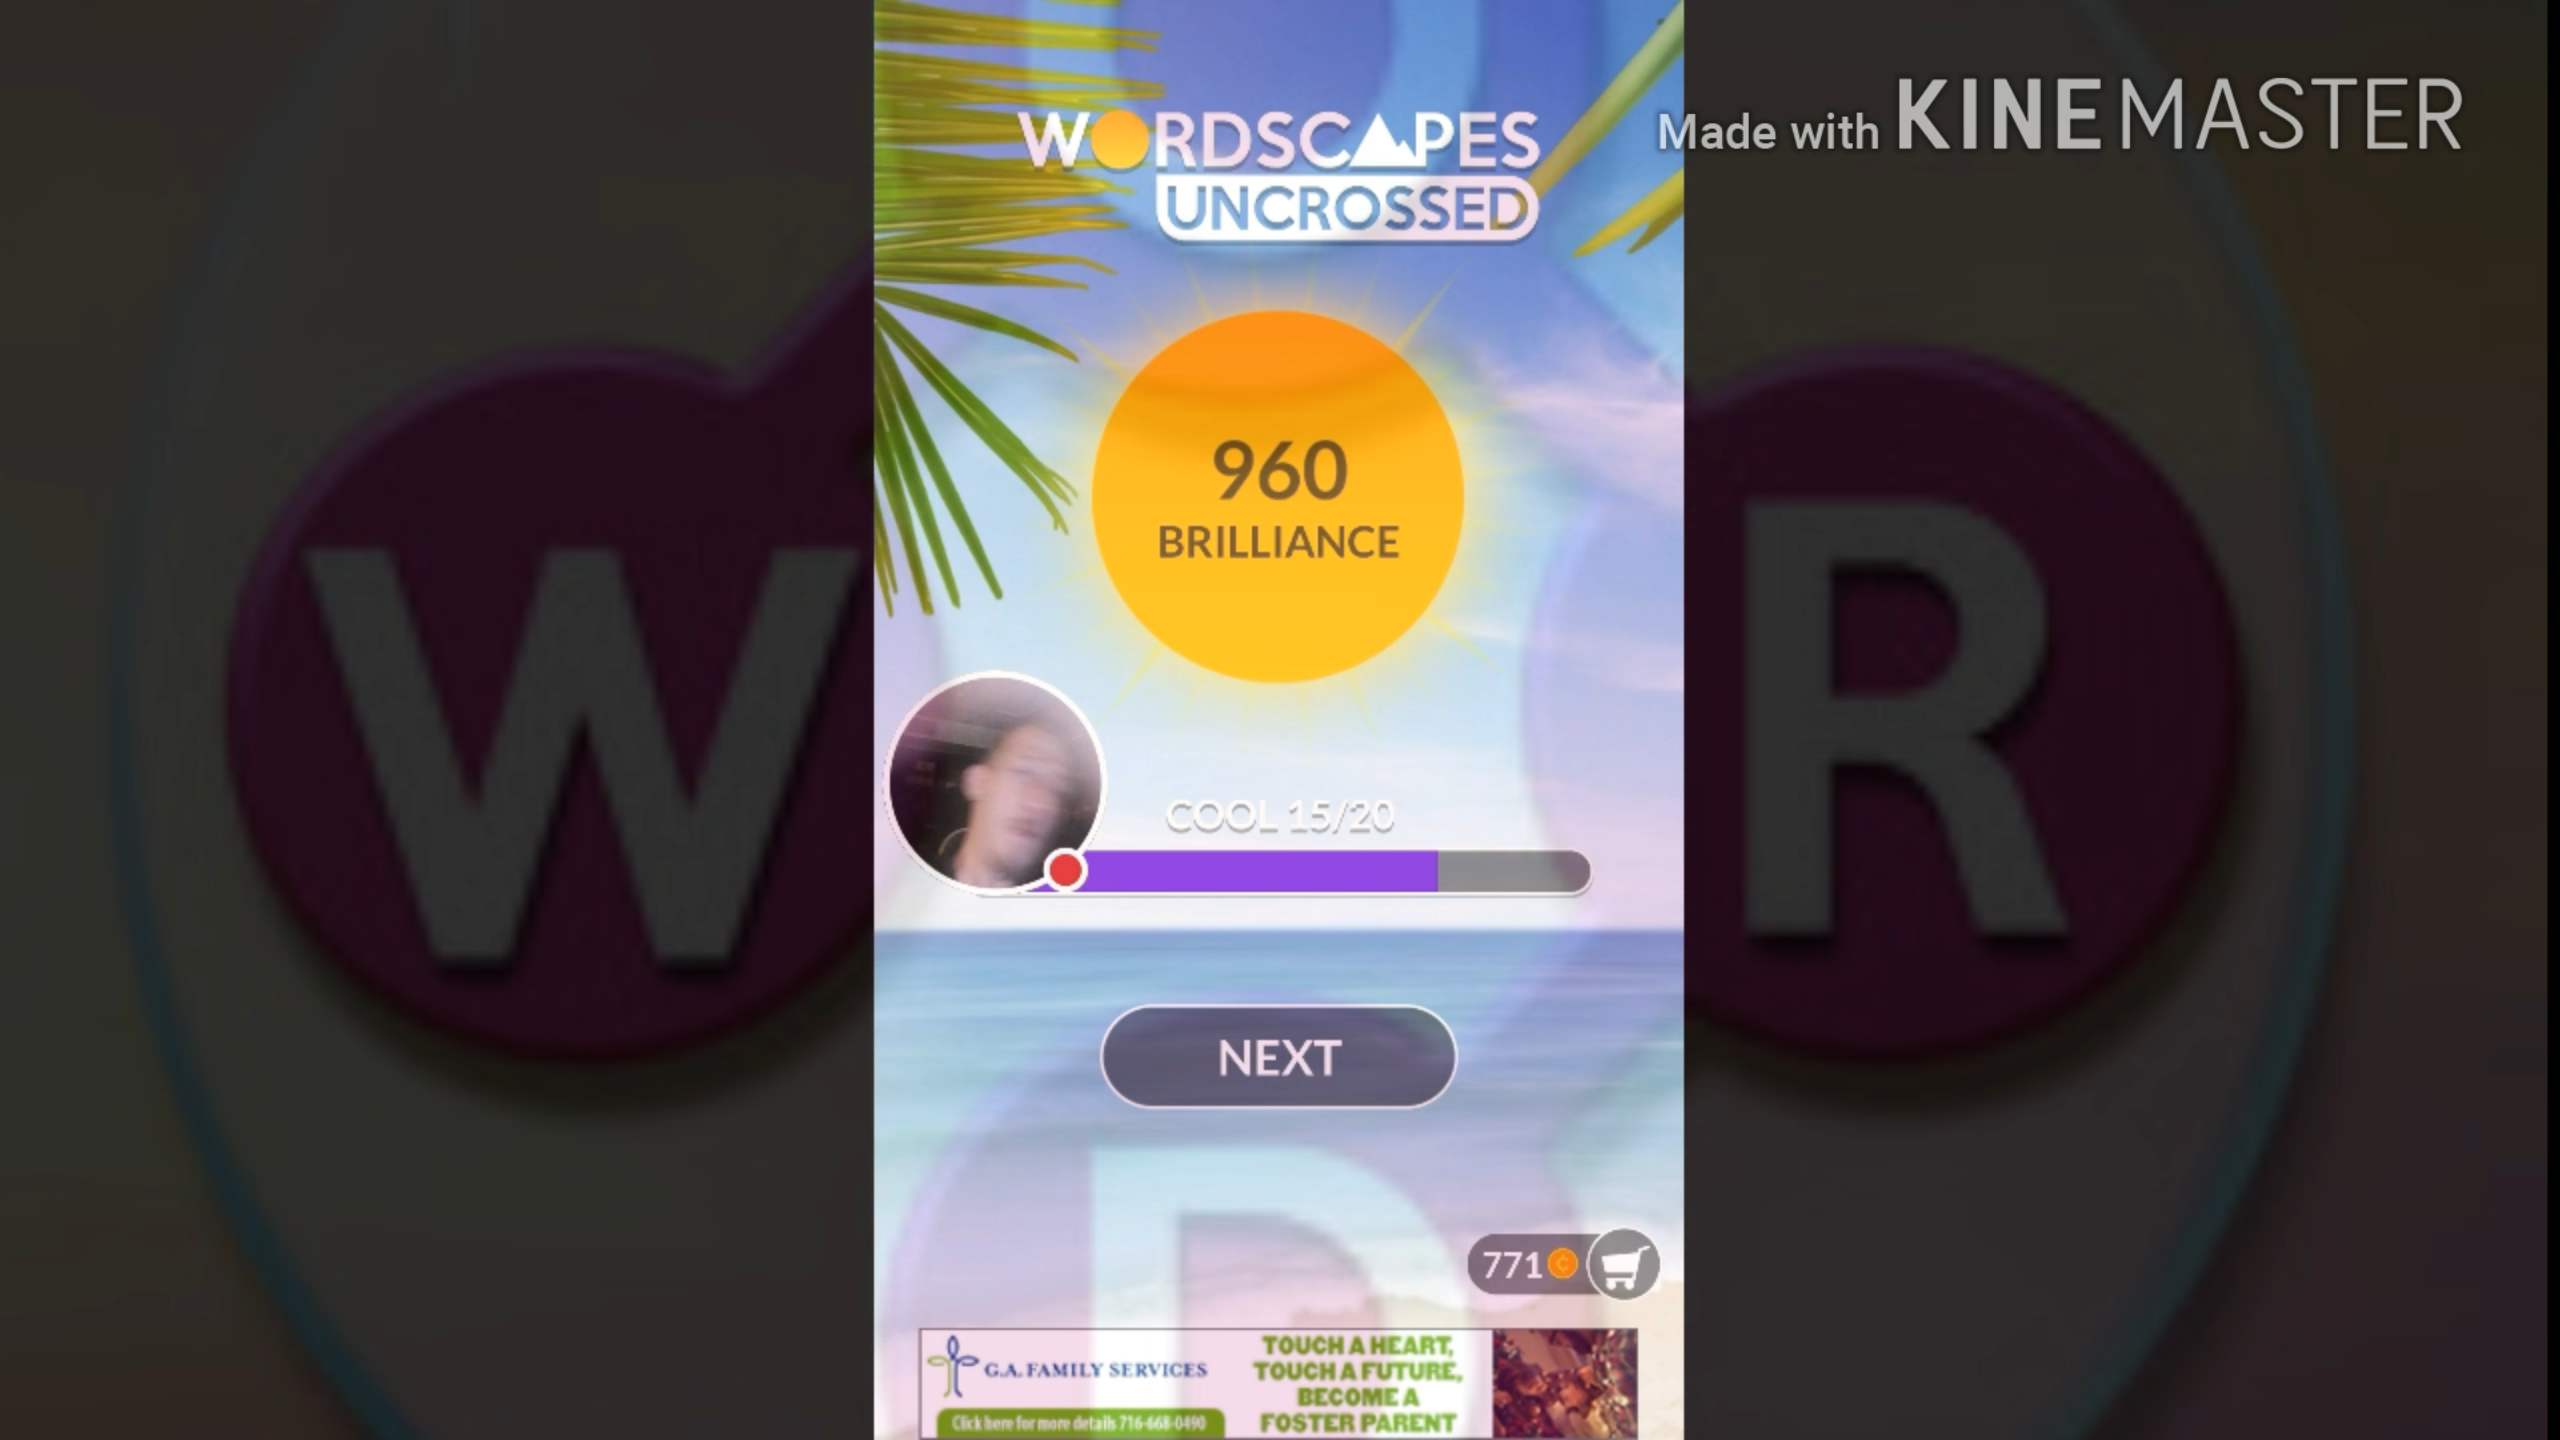 WORDSCAPES
UNCROSSED
Made with KINEMASTER
960
BRILLIANCE
W
R
COOL 15/20
NEXT
D
771
G.A. FAMILY SERVICES
Click here for more details 716-668-0490
TOUCH A HEART,
TOUCH A FUTURE,
BECOME A
FOSTER PARENT